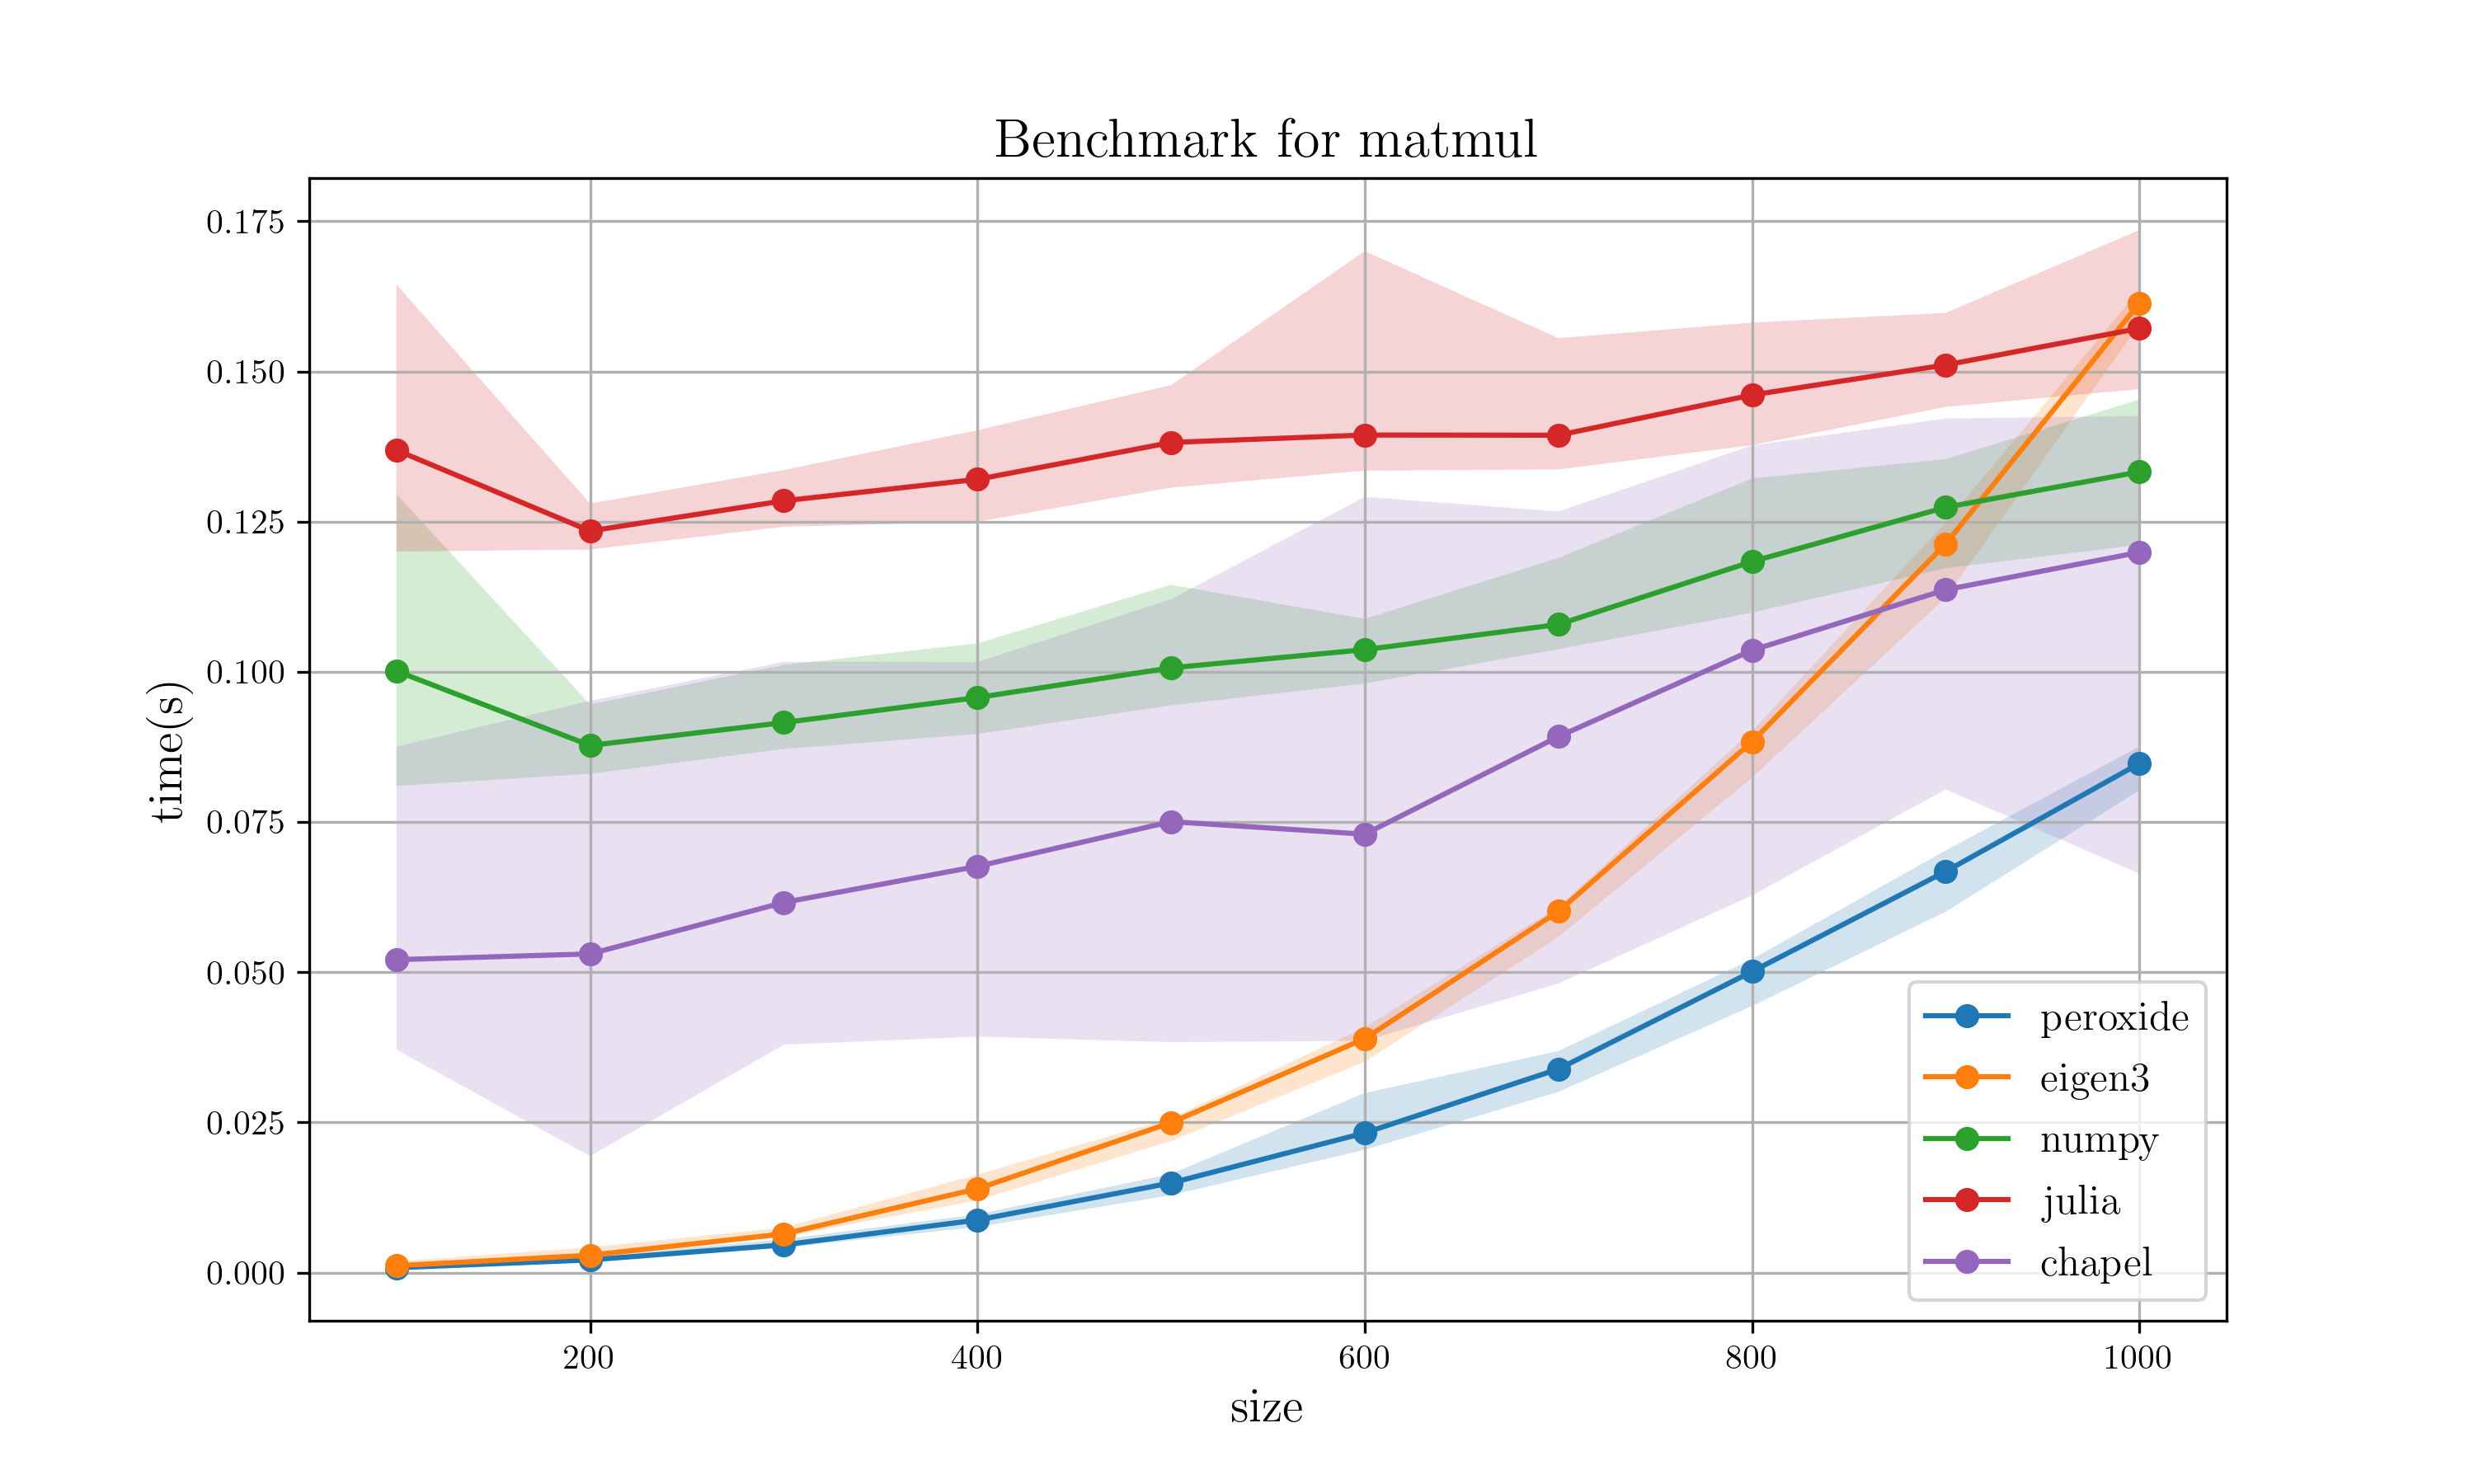 Benchmark for matmul
time(s)
0.175
0.150
0.125
0.100
0.075
0.050
0.025
0.000
200 400 600 800 1000
size
peroxide
eigen3
numpy
julia
chapel